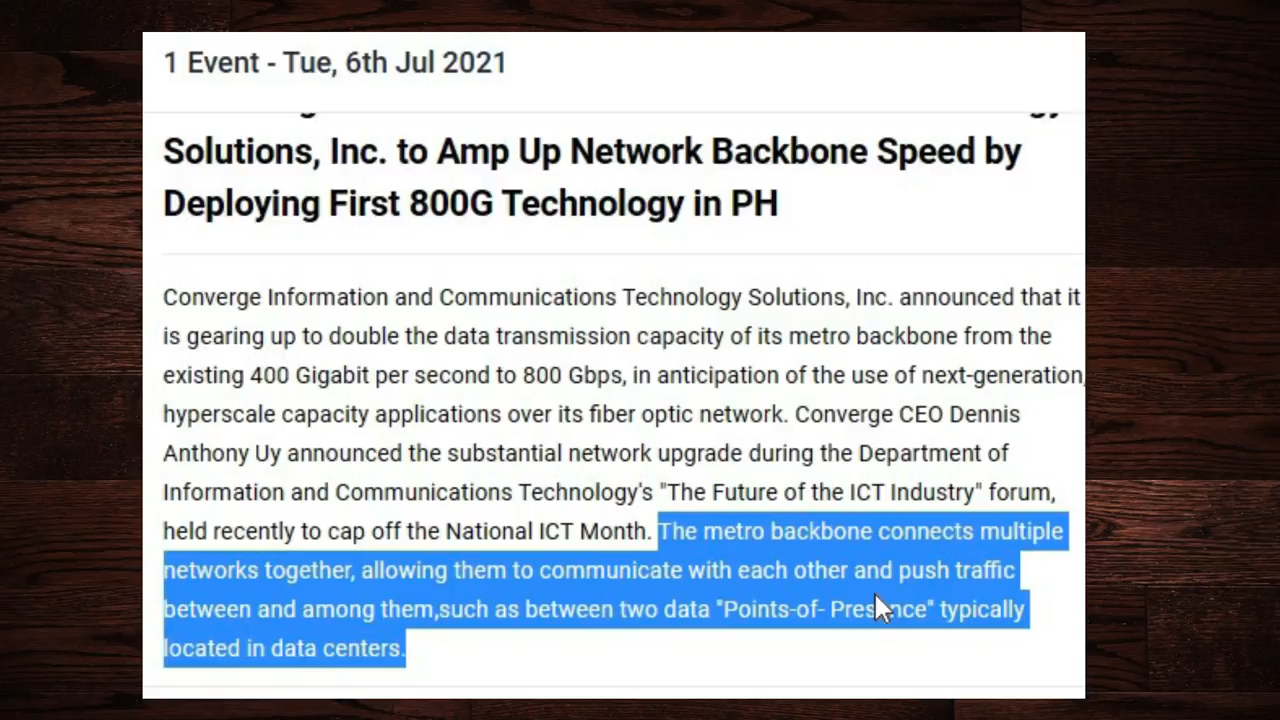 1 Event - Tue, 6th Jul 2021
Solutions, Inc. to Amp Up Network Backbone Speed by
Deploying First 800G Technology in PH
Converge Information and Communications Technology Solutions, Inc. announced that it
is gearing up to double the data transmission capacity of its metro backbone from the
existing 400 Gigabit per second to 800 Gbps, in anticipation of the use of next-generation,
hyperscale capacity applications over its fiber optic network. Converge CEO Dennis
Anthony Uy announced the substantial network upgrade during the Department of
Information and Communications Technology's "The Future of the ICT Industry" forum,
held recently to cap off the National ICT Month. The metro backbone connects multiple
networks together, allowing them to communicate with each other and push traffic
between and among them,such as between two data "Points-of- Presence" typically
located in data centers.